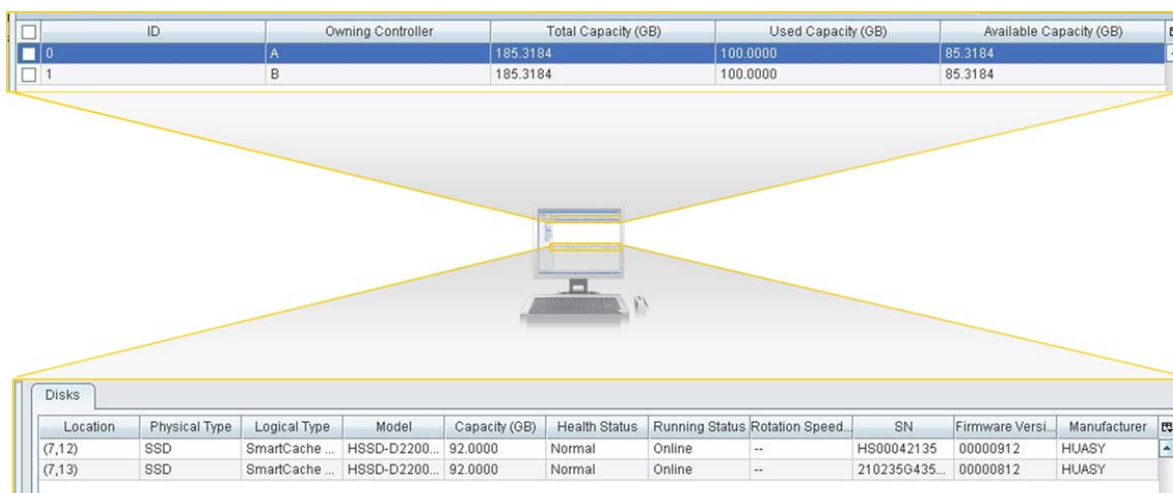 ID Owning Controller Total Capacity (GB) Used Capacity (GB) Available Capacity (GB)
0 A 185.3184 100.0000 85.3184
1 B 185.3184 100.0000 85.3184
Disks
Location Physical Type Logical Type Model Capacity (GB) Health Status Running Status Rotation Speed... SN Firmware Versi... Manufacturer
(7,12) SSD SmartCache ... HSSD-D2200... 92.0000 Normal Online -- HS00042135 00000912 HUASY
(7,13) SSD SmartCache ... HSSD-D2200... 92.0000 Normal Online -- 210235G435... 00000812 HUASY